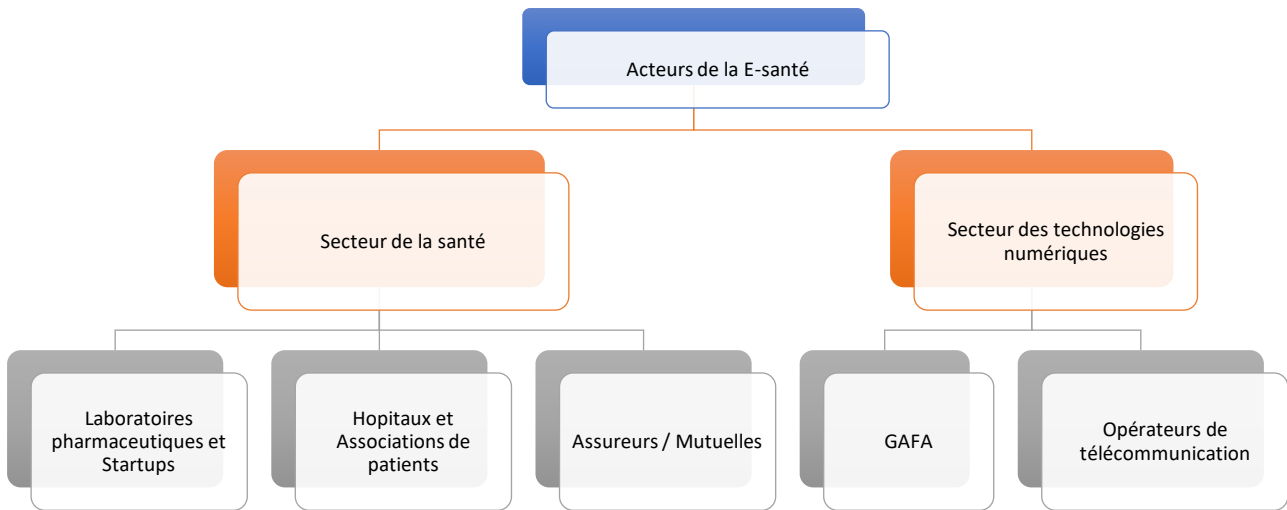 Acteurs de la E-santé
Secteur de la santé
Secteur des technologies
numériques
Laboratoires
pharmaceutiques et
Startups
Hopitaux et
Associations de
patients
Assureurs / Mutuelles
GAFA
Opérateurs de
télécommunication